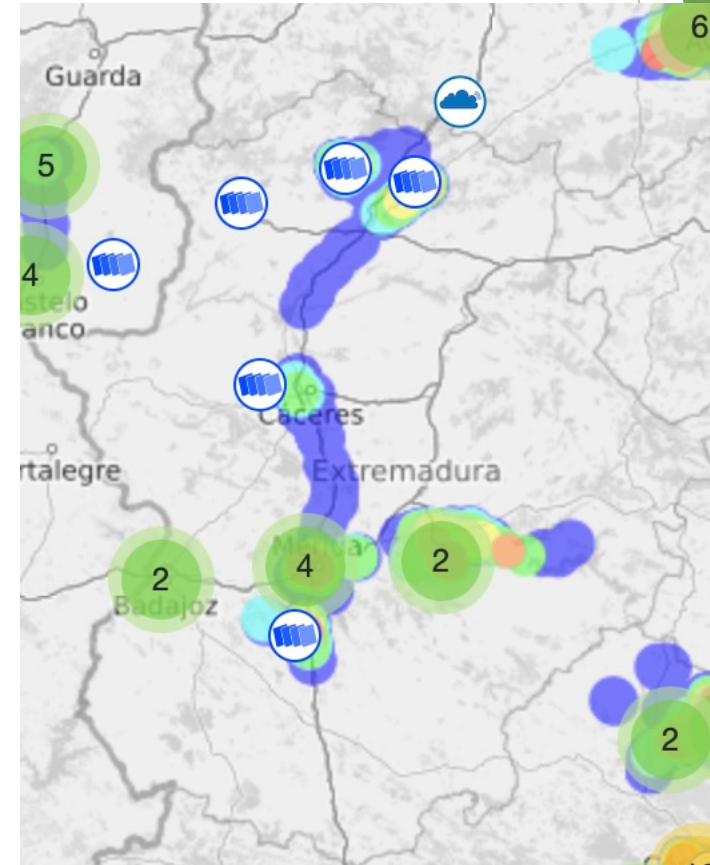 6
Guarda
5
4
stelo
anco
Cáceres
rtalegre
Extremadura
4
2
2
Badajoz
2